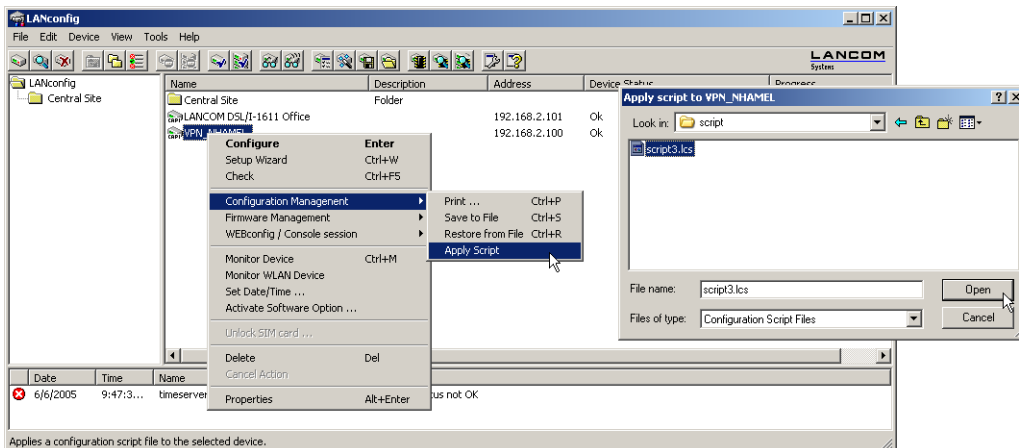 LANconfig
File Edit Device View Tools Help
LANCOM
Systems
LANconfig
Central Site
Name Description Address Device Status Progress
Central Site Folder
LANCOM DSL/I-1611 Office 192.168.2.101 Ok
VPN_NHAMEL 192.168.2.100 Ok
Configure Enter
Setup Wizard Ctrl+W
Check Ctrl+F5
Configuration Management
Firmware Management
WEBconfig / Console session
Monitor Device Ctrl+M
Monitor WLAN Device
Set Date/Time ...
Activate Software Option ...
Unlock SIM card ...
Delete Del
Cancel Action
Properties Alt+Enter
Print ... Ctrl+P
Save to File Ctrl+S
Restore from File Ctrl+R
Apply Script
Apply script to VPN_NHAMEL
Look in: script
script3.lcs
File name: script3.lcs Open
Files of type: Configuration Script Files Cancel
Date Time Name
6/6/2005 9:47:3... timeserver not OK
Applies a configuration script file to the selected device.